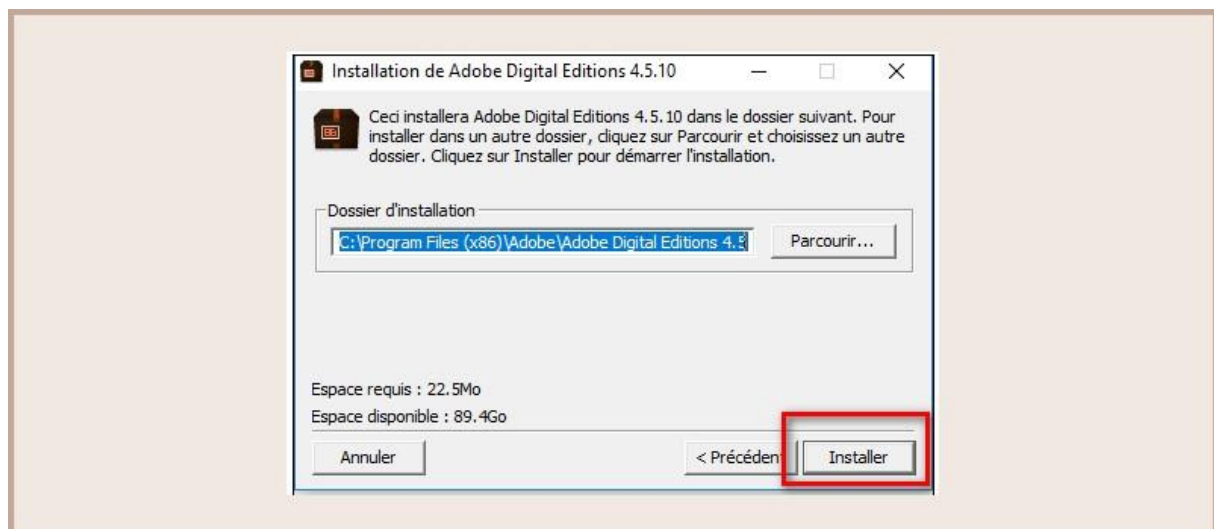 Installation de Adobe Digital Editions 4.5.10
Ceci installera Adobe Digital Editions 4.5.10 dans le dossier suivant. Pour
installer dans un autre dossier, cliquez sur Parcourir et choisissez un autre
dossier. Cliquez sur Installer pour démarrer l'installation.
Dossier d'installation
C:\Program Files (x86)\Adobe\Adobe Digital Editions 4.5
Parcourir...
Espace requis : 22.5Mo
Espace disponible : 89.4Go
Annuler
< Précéden
Installer